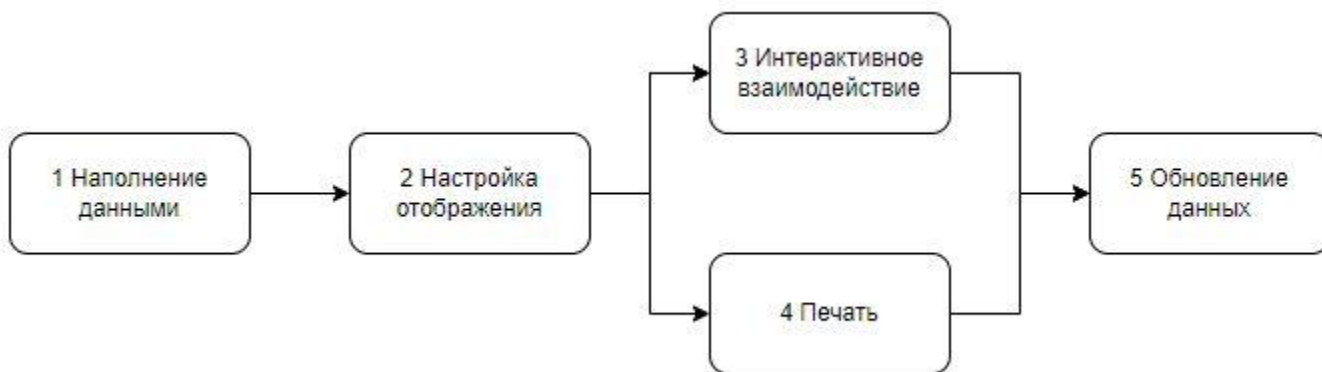 1 Наполнение
данными
2 Настройка
отображения
3 Интерактивное
взаимодействие
4 Печать
5 Обновление
данных